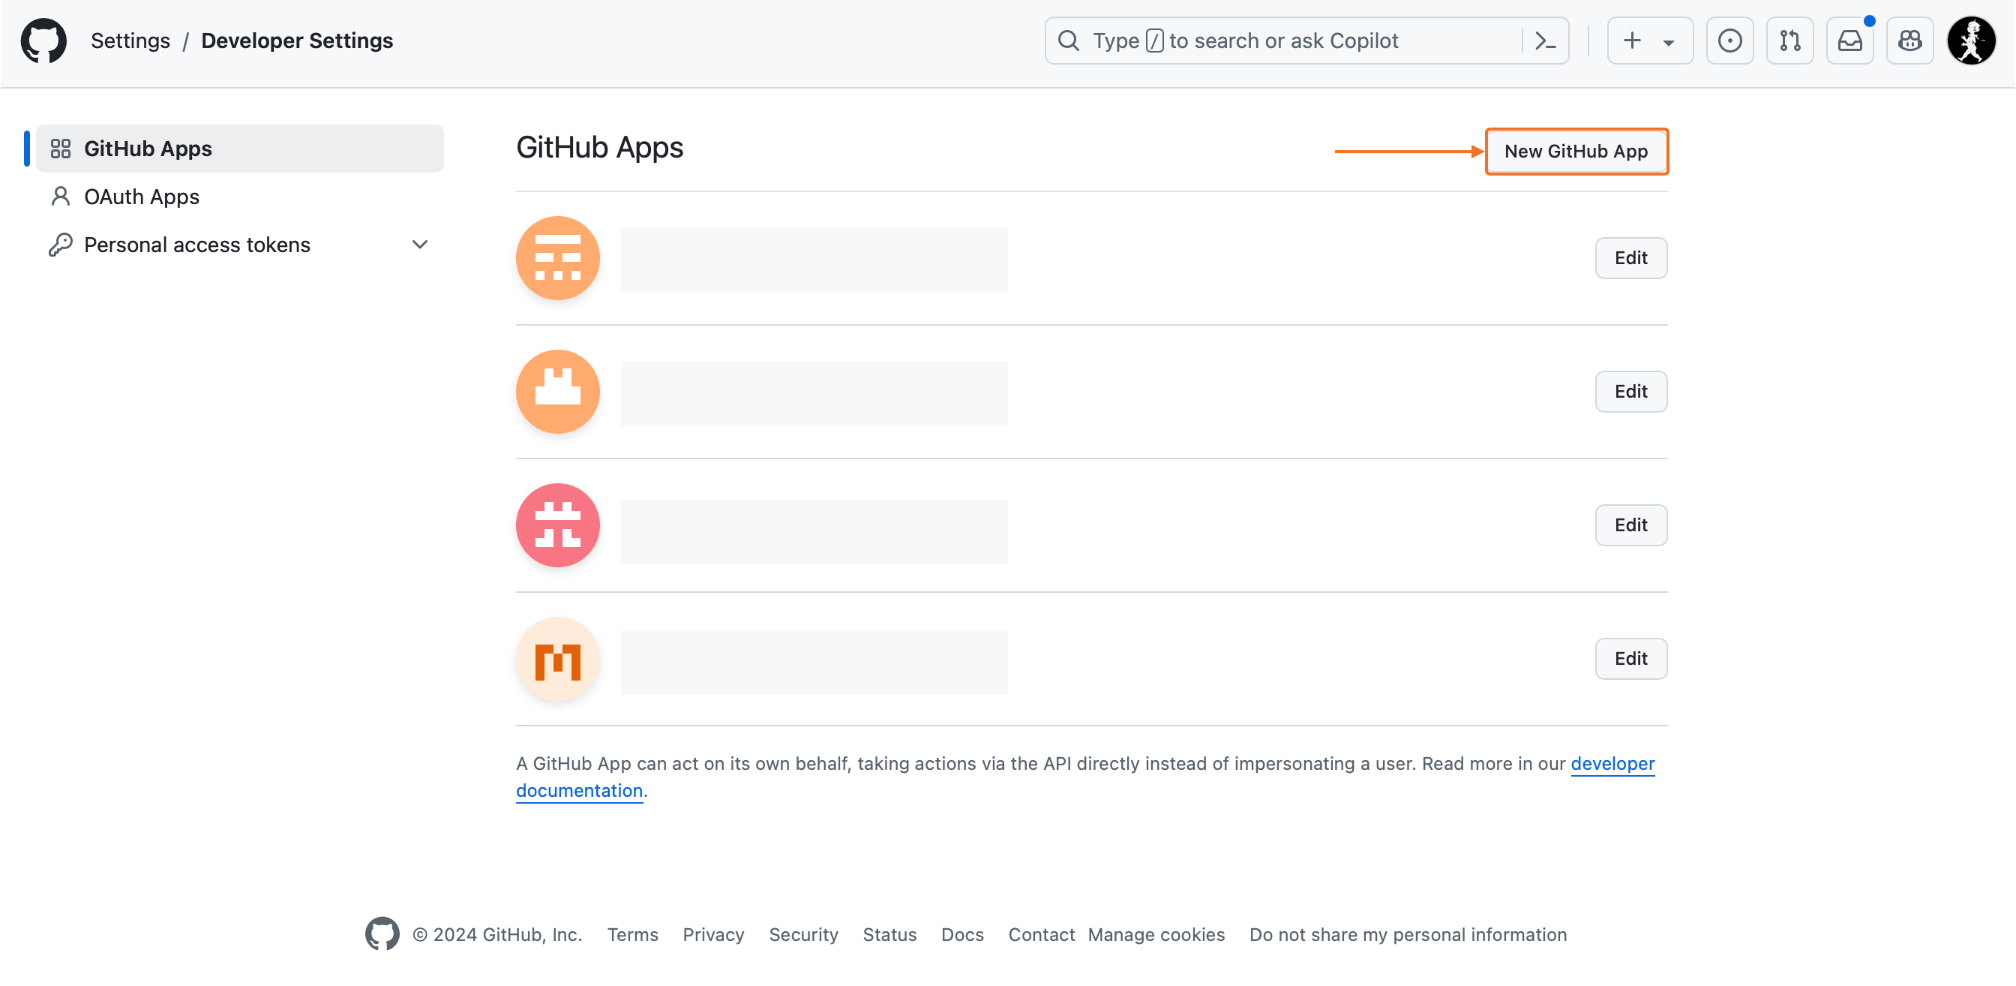 Settings / Developer Settings
Type / to search or ask Copilot
GitHub Apps
OAuth Apps
Personal access tokens
GitHub Apps
New GitHub App
Edit
Edit
Edit
Edit
A GitHub App can act on its own behalf, taking actions via the API directly instead of impersonating a user. Read more in our developer
documentation.
© 2024 GitHub, Inc. Terms Privacy Security Status Docs Contact Manage cookies Do not share my personal information